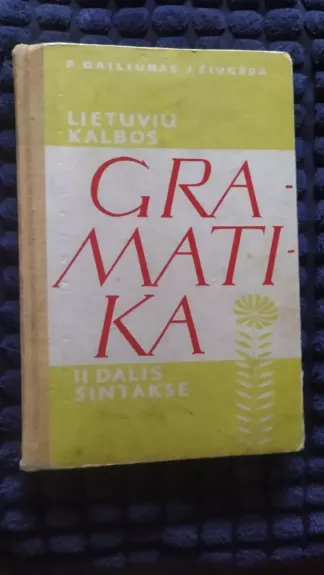 P. GAILIŪNAS J. ŽIUGŽDA
LIETUVIŲ
KALBOS
GRA-
MATI-
KA
II DALIS
SINTAKSĖ